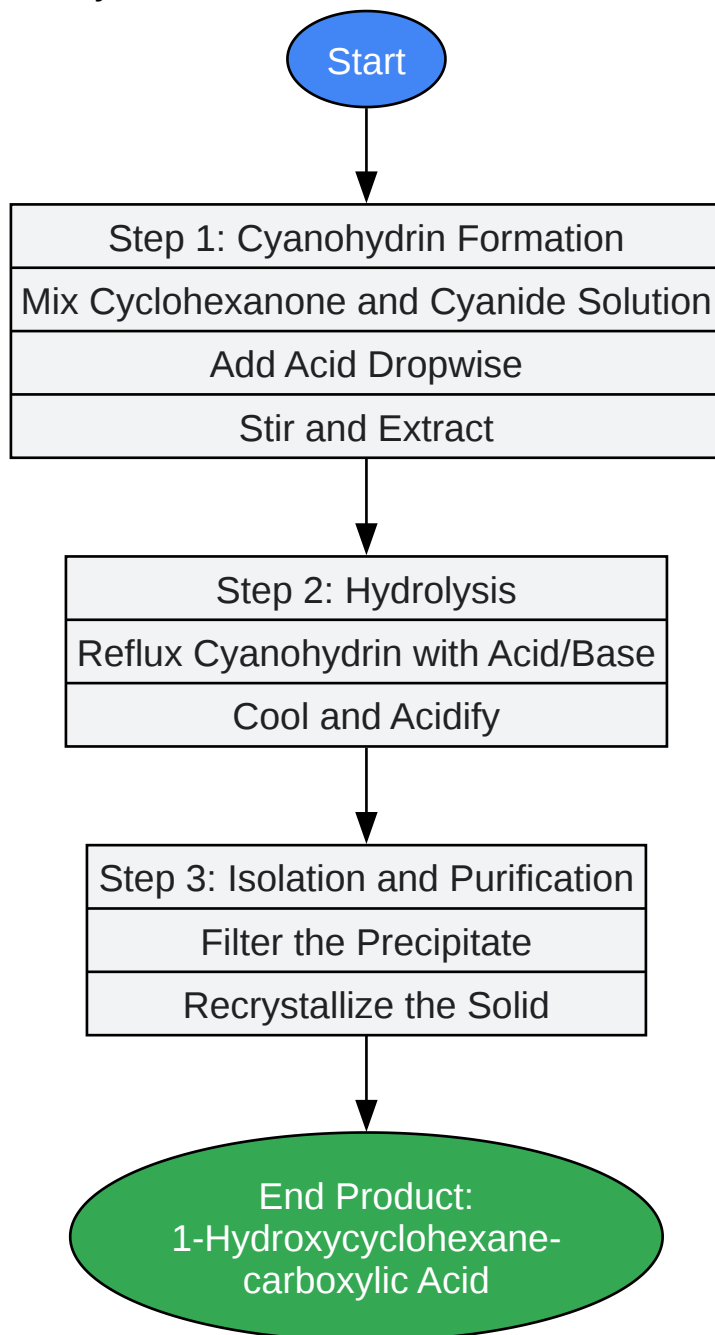 Start
Step 1: Cyanohydrin Formation
Mix Cyclohexanone and Cyanide Solution
Add Acid Dropwise
Stir and Extract
Step 2: Hydrolysis
Reflux Cyanohydrin with Acid/Base
Cool and Acidify
Step 3: Isolation and Purification
Filter the Precipitate
Recrystallize the Solid
End Product:
1-Hydroxycyclohexane-
carboxylic Acid